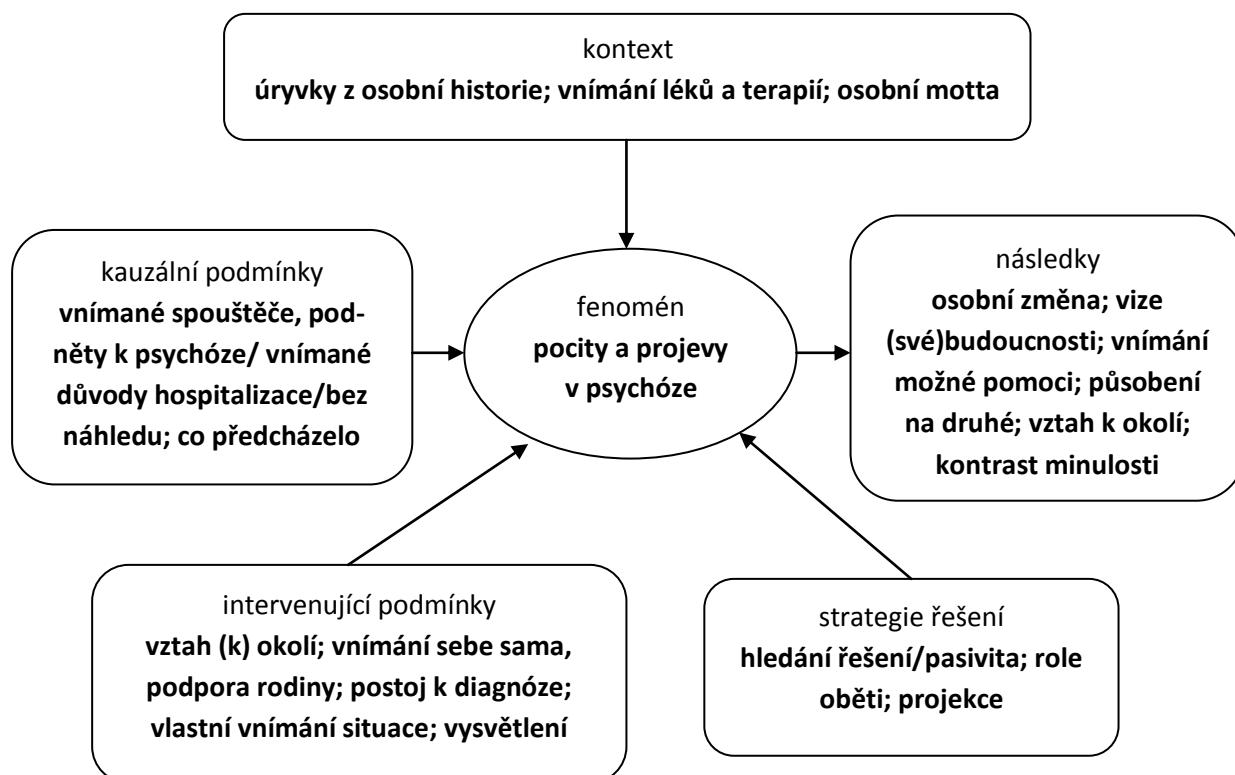 kontext
úryvky z osobní historie; vnímání léků a terapií; osobní motta
kauzální podmínky
vnímané spouštěče, pod-
něty k psychóze/ vnímané
důvody hospitalizace/bez
náhledu; co předcházelo
fenomén
pocity a projevy
v psychóze
následky
osobní změna; vize
(své)budoucnosti; vnímání
možné pomoci; působení
na druhé; vztah k okolí;
kontrast minulosti
intervenující podmínky
vztah (k) okolí; vnímání sebe sama,
podpora rodiny; postoj k diagnóze;
vlastní vnímání situace; vysvětlení
strategie řešení
hledání řešení/pasivita; role
oběti; projekce